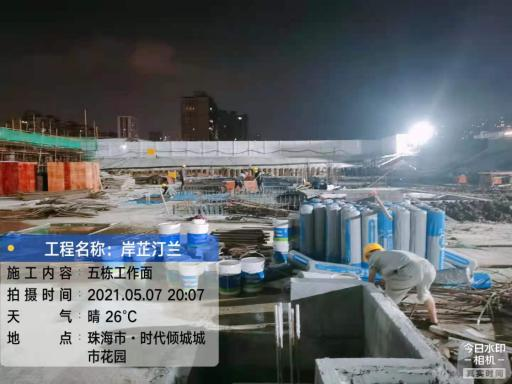 工程名称：岸芷汀兰
施工内容：五栋工作面
拍摄时间：2021.05.07 20:07
天气：晴 26℃
地点：珠海市·时代倾城城
市花园
今日水印
相机
真实时间